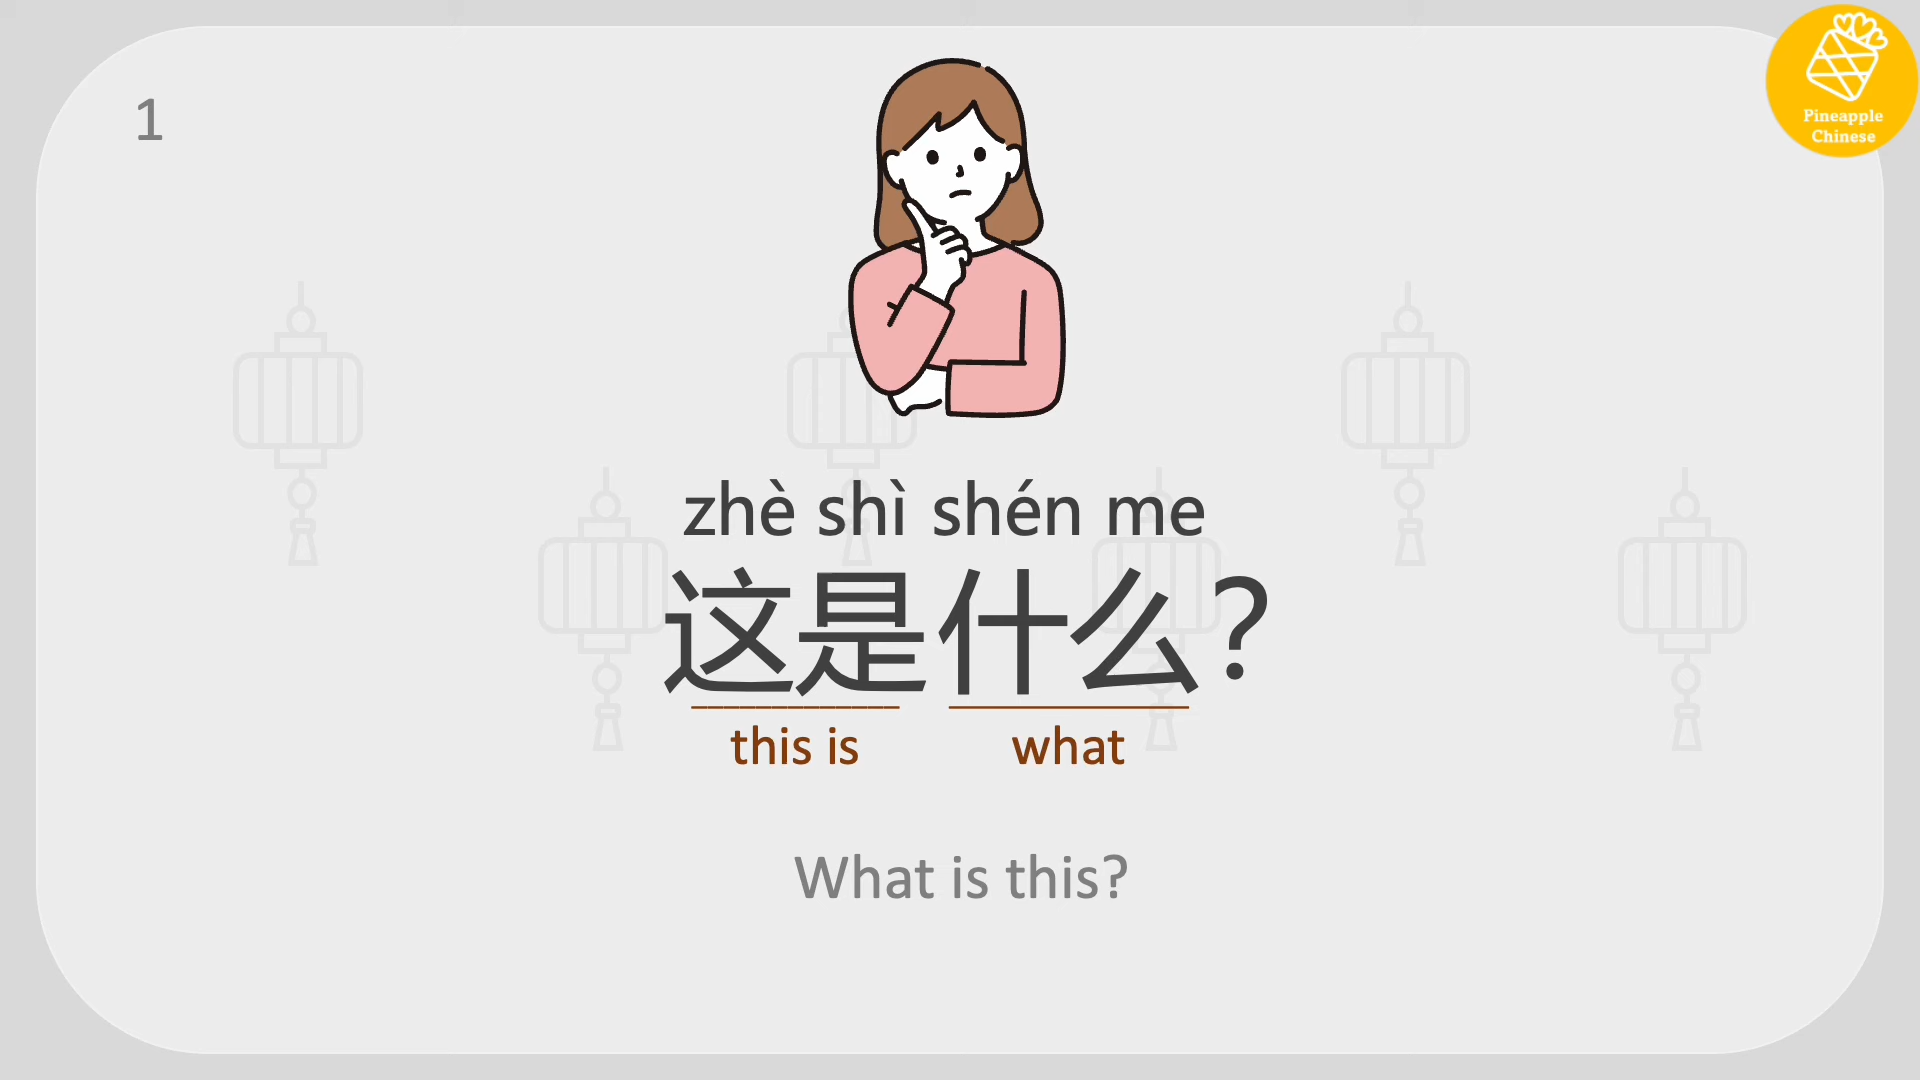 1
Pineapple
Chinese
zhè shì shén me
这是什么?
this is what
What is this?